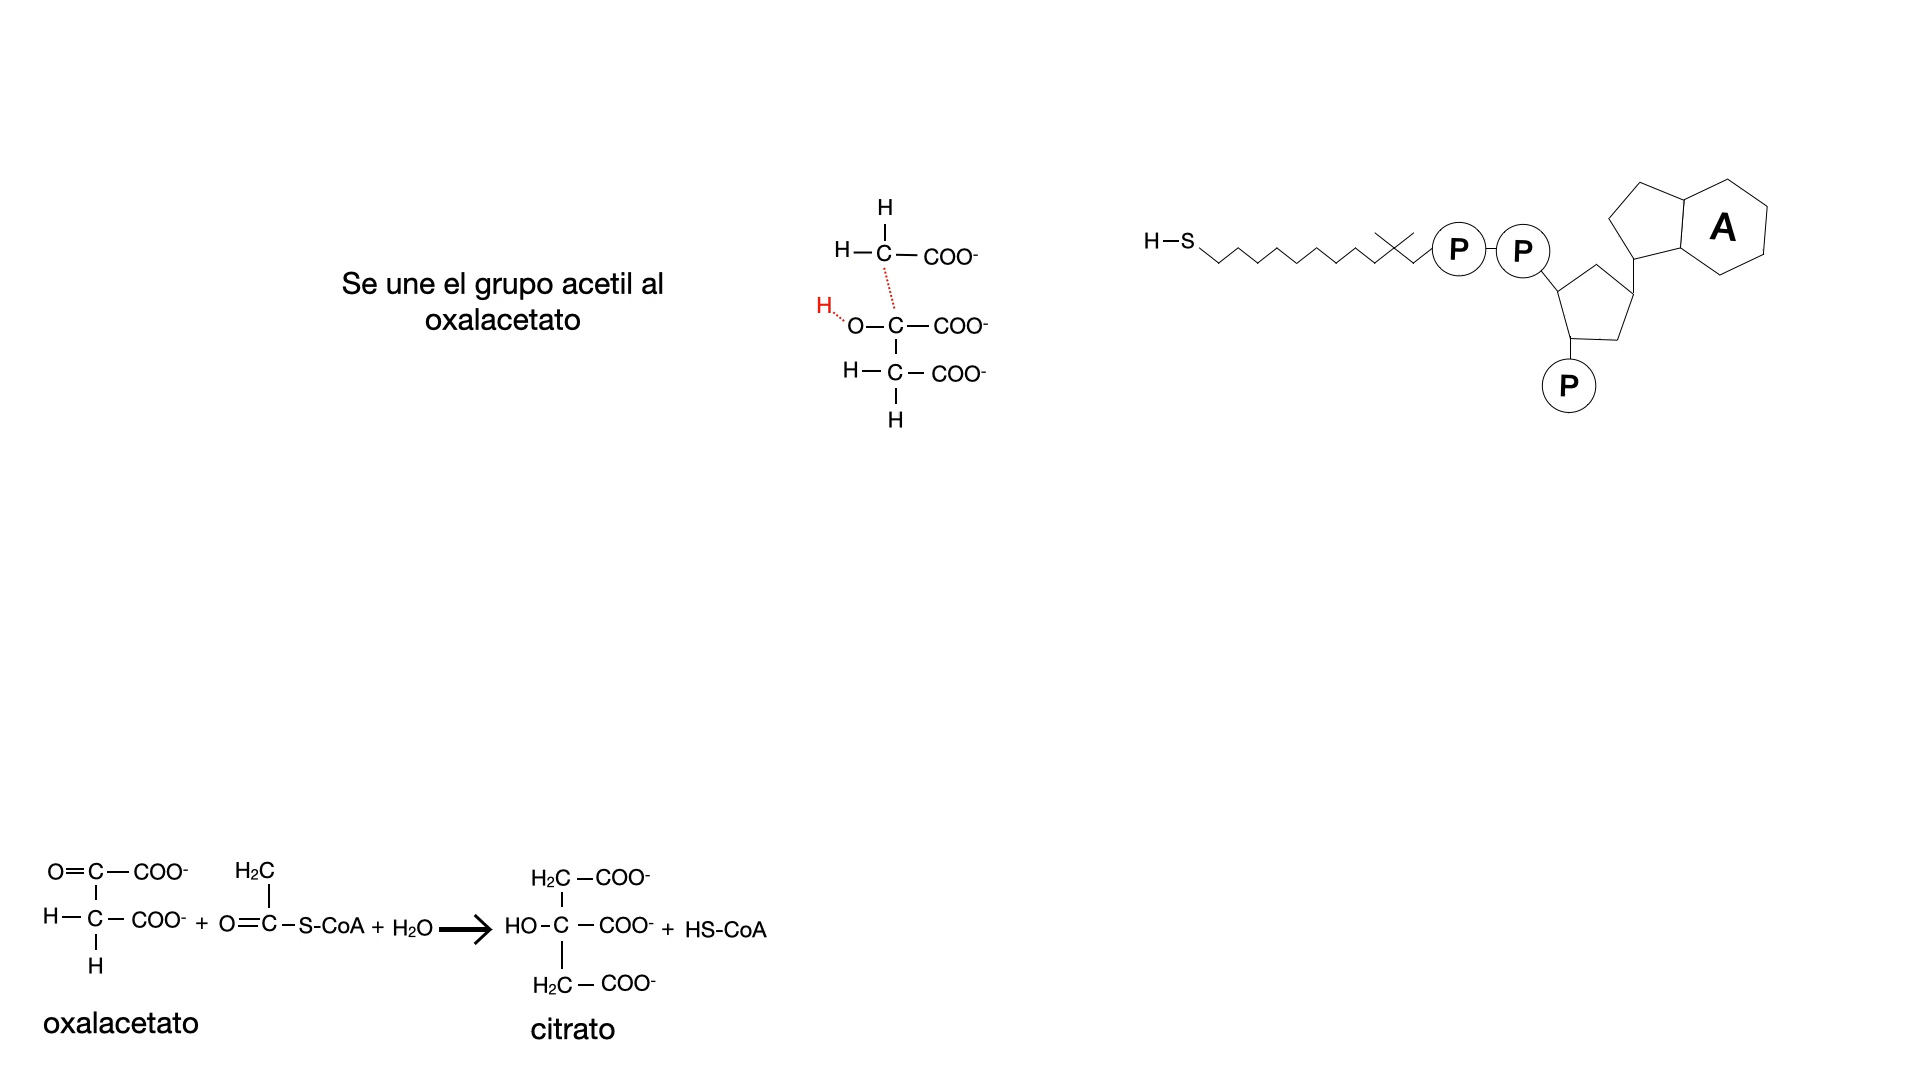 Se une el grupo acetil al
oxalacetato
H
H C COO-
H
O C COO-
H C COO-
H
H S
P P
A
P
O=C — COO-
H — C — COO- +
H
oxalacetato
H₂C
O=C – S-CoA + H₂O
H₂C – COO-
HO - C – COO- + HS-CoA
H₂C – COO-
citrato